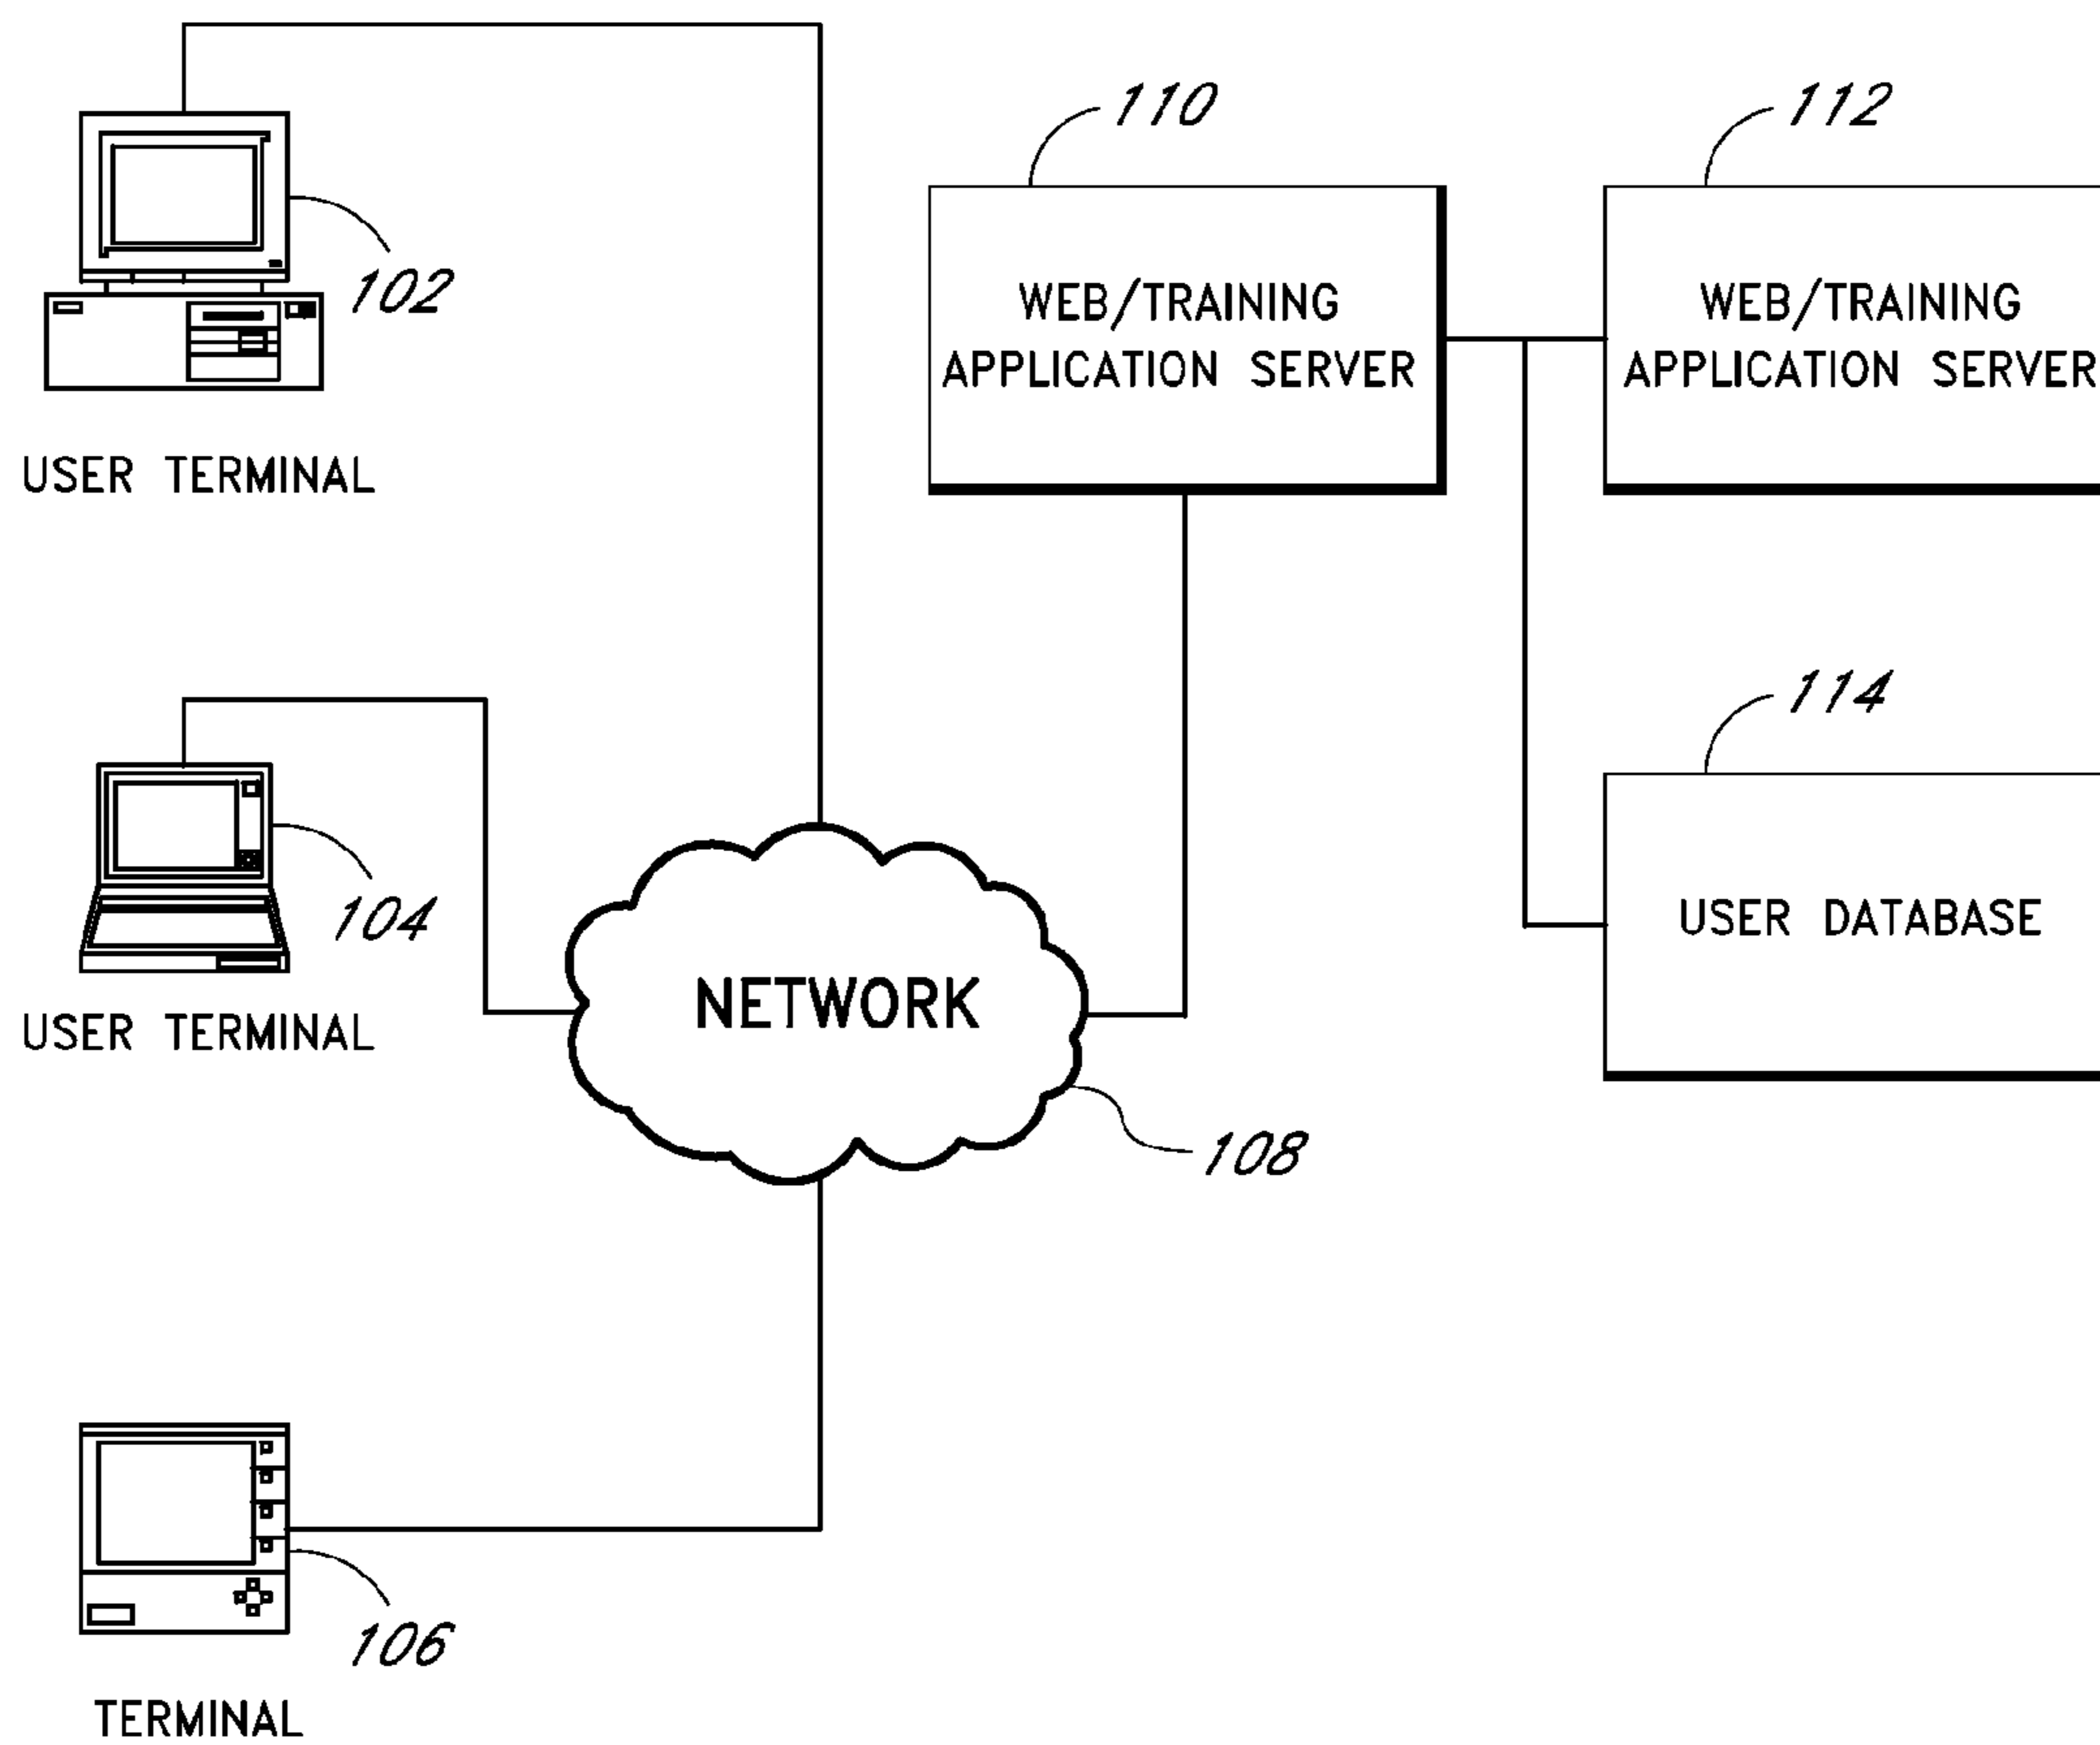 110
112
102
WEB/TRAINING
APPLICATION SERVER
WEB/TRAINING
APPLICATION SERVER
USER TERMINAL
114
104
USER DATABASE
NETWORK
USER TERMINAL
108
106
TERMINAL